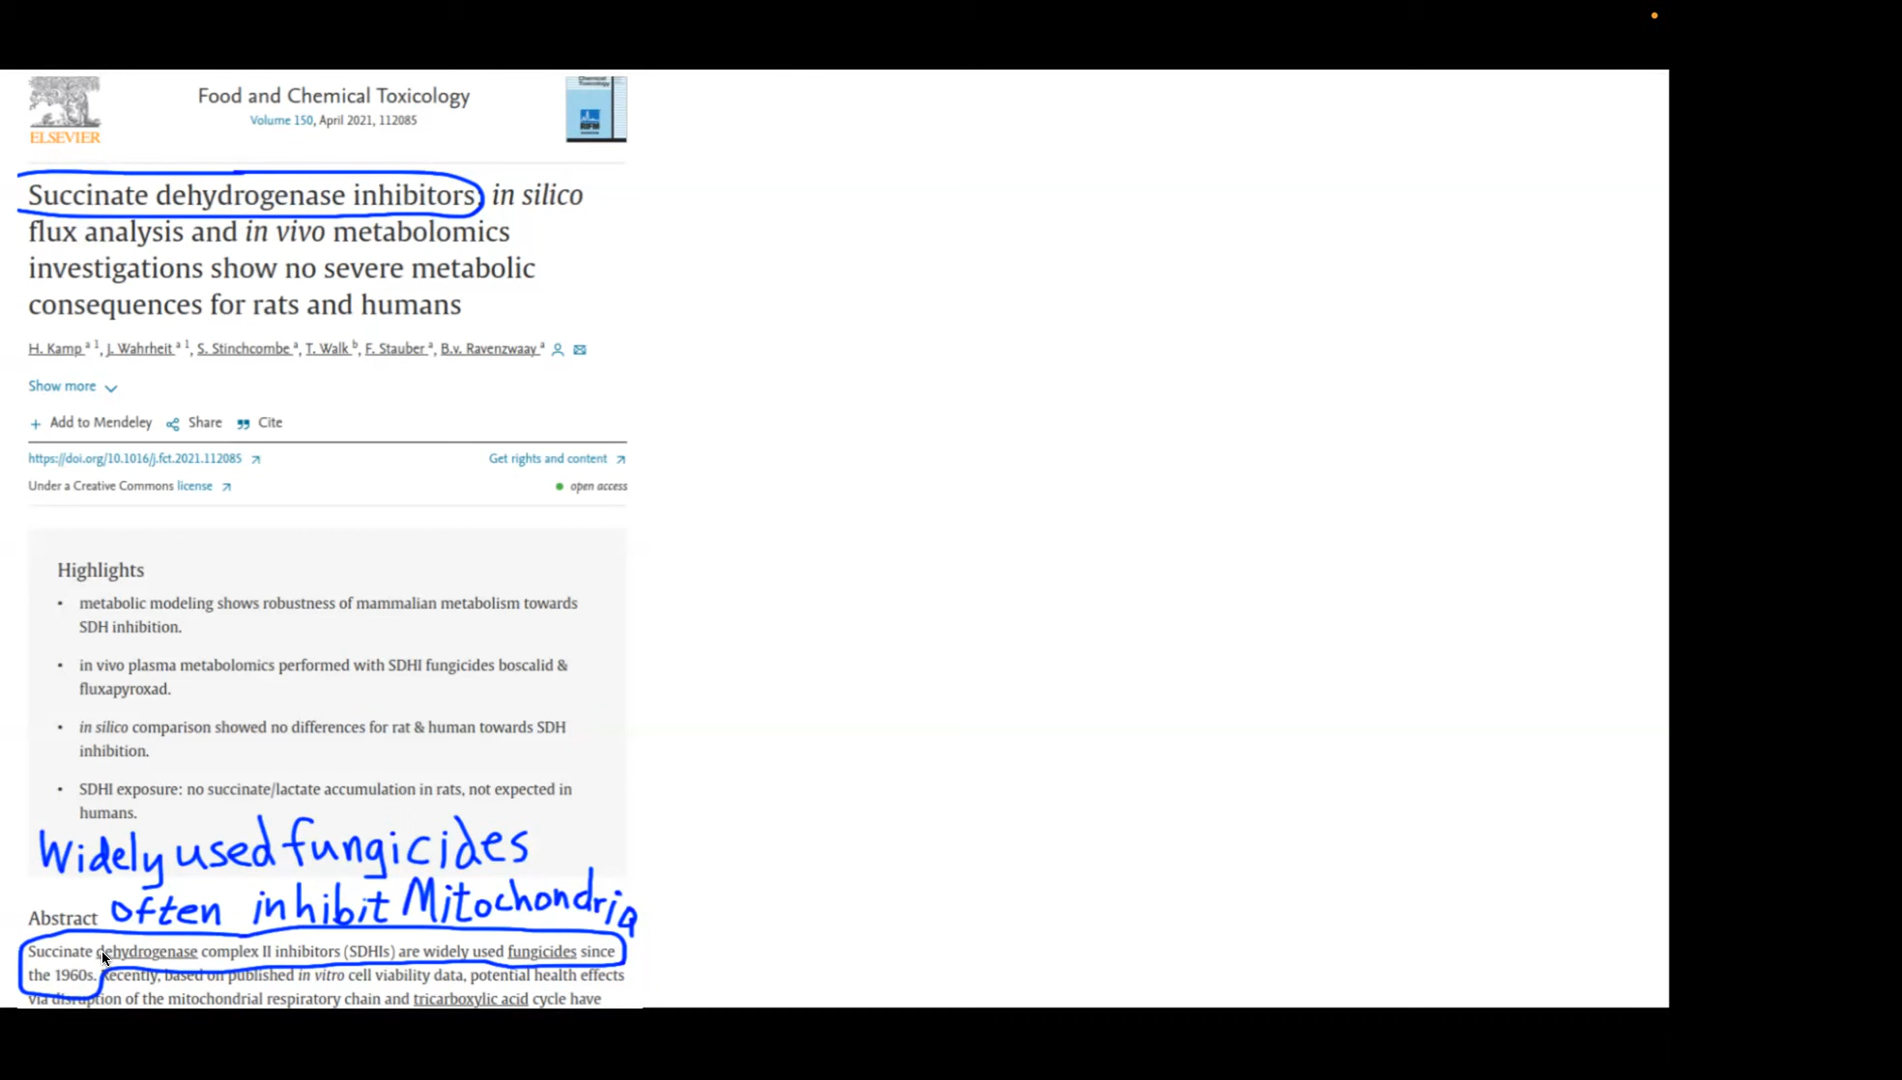 Food and Chemical Toxicology
Volume 150, April 2021, 112085
ELSEVIER
Chemical
Toxicology
RIFM
Succinate dehydrogenase inhibitors, in silico
flux analysis and in vivo metabolomics
investigations show no severe metabolic
consequences for rats and humans
H. Kamp a 1, J. Wahrheit a 1, S. Stinchcombe a, T. Walk b, F. Stauber a, B.v. Ravenzwaay a
Show more
+ Add to Mendeley Share Cite
https://doi.org/10.1016/j.fct.2021.112085 Get rights and content
Under a Creative Commons license open access
Highlights
• metabolic modeling shows robustness of mammalian metabolism towards
SDH inhibition.
• in vivo plasma metabolomics performed with SDHI fungicides boscalid &
fluxapyroxad.
• in silico comparison showed no differences for rat & human towards SDH
inhibition.
• SDHI exposure: no succinate/lactate accumulation in rats, not expected in
humans.
Widely used fungicides
often inhibit Mitochondria
Abstract
Succinate dehydrogenase complex II inhibitors (SDHIs) are widely used fungicides since
the 1960s. Recently, based on published in vitro cell viability data, potential health effects
via disruption of the mitochondrial respiratory chain and tricarboxylic acid cycle have